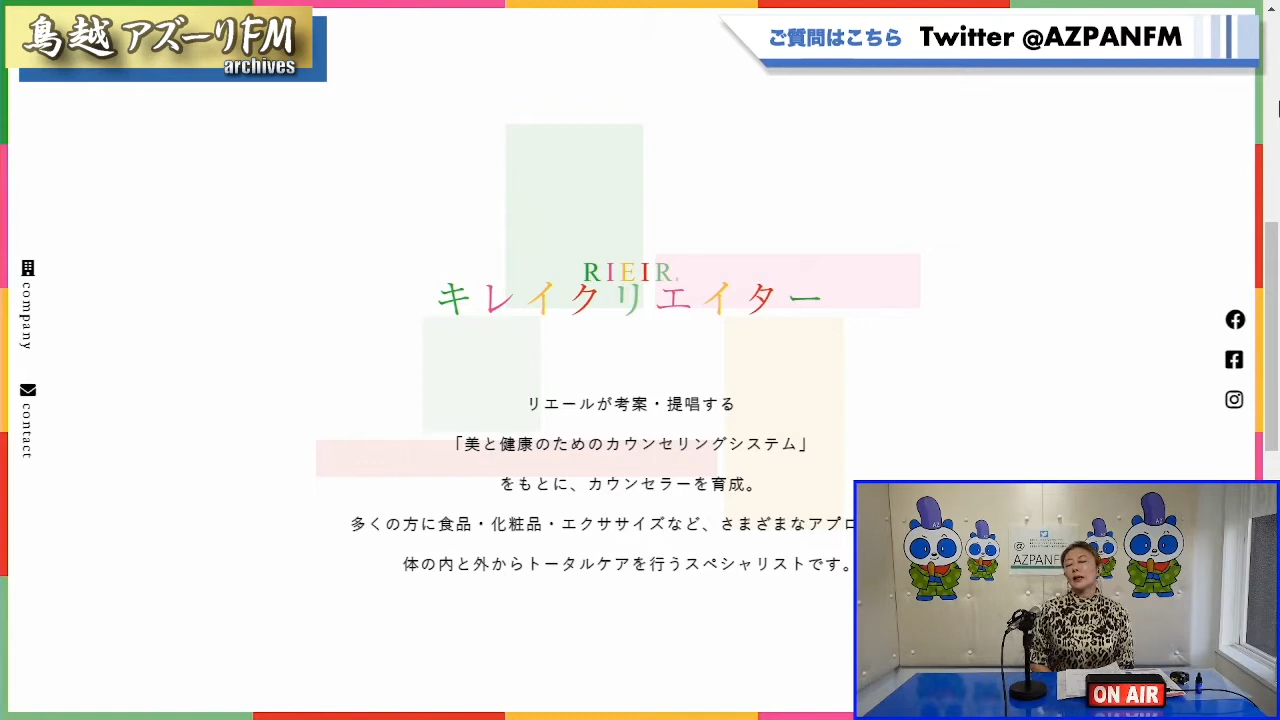 鳥越 アズーリFM
archives
ご質問はこちら Twitter @AZPANFM
company
contact
RIEIR.
キレイクリエイター
リエールが考案・提唱する
「美と健康のためのカウンセリングシステム」
をもとに、カウンセラーを育成。
多くの方に食品・化粧品・エクササイズなど、さまざまなアプロ
体の内と外からトータルケアを行うスペシャリストです。
@
AZPANF
ON AIR